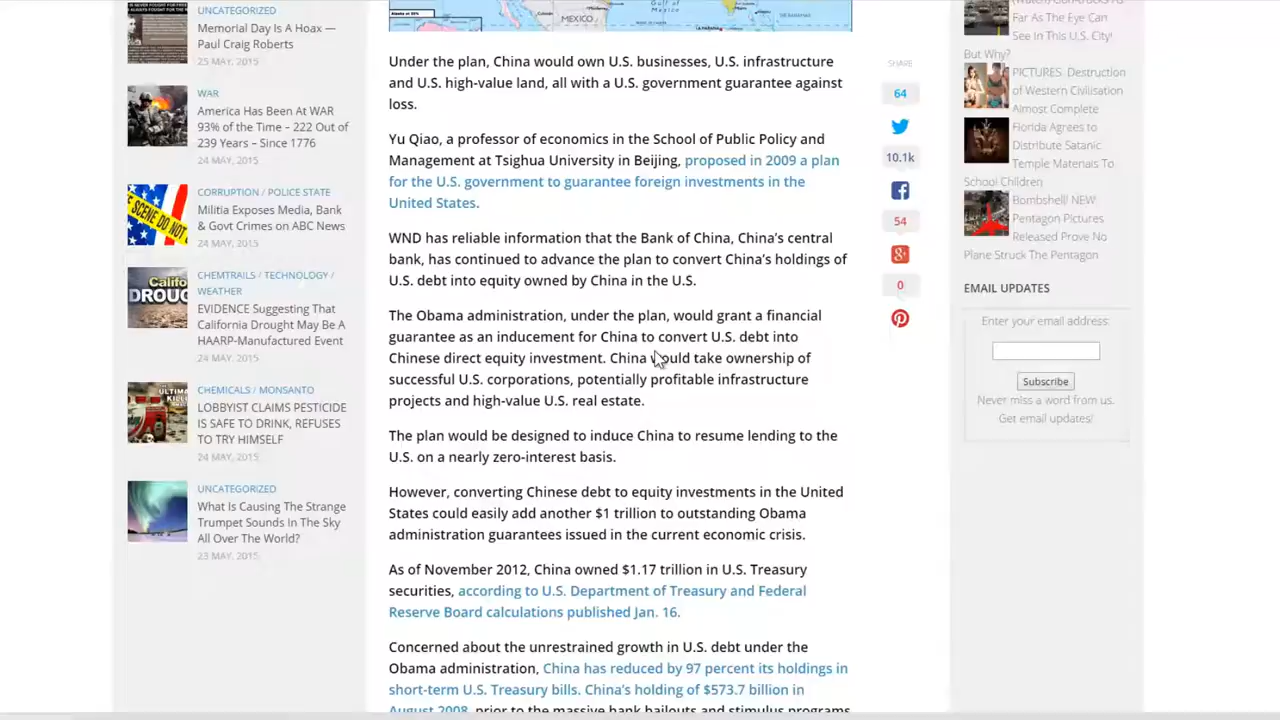 UNCATEGORIZED
Memorial Day Is A Hoax —
Paul Craig Roberts
25 MAY, 2015
WAR
America Has Been At WAR
93% of the Time – 222 Out of
239 Years – Since 1776
24 MAY, 2015
CORRUPTION / POLICE STATE
Militia Exposes Media, Bank
& Govt Crimes on ABC News
24 MAY, 2015
CHEMTRAILS / TECHNOLOGY /
WEATHER
EVIDENCE Suggesting That
California Drought May Be A
HAARP-Manufactured Event
24 MAY, 2015
CHEMICALS / MONSANTO
LOBBYIST CLAIMS PESTICIDE
IS SAFE TO DRINK, REFUSES
TO TRY HIMSELF
24 MAY, 2015
UNCATEGORIZED
What Is Causing The Strange
Trumpet Sounds In The Sky
All Over The World?
23 MAY, 2015
Under the plan, China would own U.S. businesses, U.S. infrastructure
and U.S. high-value land, all with a U.S. government guarantee against
loss.
Yu Qiao, a professor of economics in the School of Public Policy and
Management at Tsighua University in Beijing, proposed in 2009 a plan
for the U.S. government to guarantee foreign investments in the
United States.
WND has reliable information that the Bank of China, China's central
bank, has continued to advance the plan to convert China's holdings of
U.S. debt into equity owned by China in the U.S.
The Obama administration, under the plan, would grant a financial
guarantee as an inducement for China to convert U.S. debt into
Chinese direct equity investment. China would take ownership of
successful U.S. corporations, potentially profitable infrastructure
projects and high-value U.S. real estate.
The plan would be designed to induce China to resume lending to the
U.S. on a nearly zero-interest basis.
However, converting Chinese debt to equity investments in the United
States could easily add another $1 trillion to outstanding Obama
administration guarantees issued in the current economic crisis.
As of November 2012, China owned $1.17 trillion in U.S. Treasury
securities, according to U.S. Department of Treasury and Federal
Reserve Board calculations published Jan. 16.
Concerned about the unrestrained growth in U.S. debt under the
Obama administration, China has reduced by 97 percent its holdings in
short-term U.S. Treasury bills. China's holding of $573.7 billion in
August 2008, prior to the massive bank bailouts and stimulus programs
SHARE
64
10.1k
54
0
See This U.S. City!
But Why?
PICTURES: Destruction
of Western Civilisation
Almost Complete
Florida Agrees to
Distribute Satanic
Temple Materials To
School Children
Bombshell! NEW
Pentagon Pictures
Released Prove No
Plane Struck The Pentagon
EMAIL UPDATES
Enter your email address:
Subscribe
Never miss a word from us.
Get email updates!